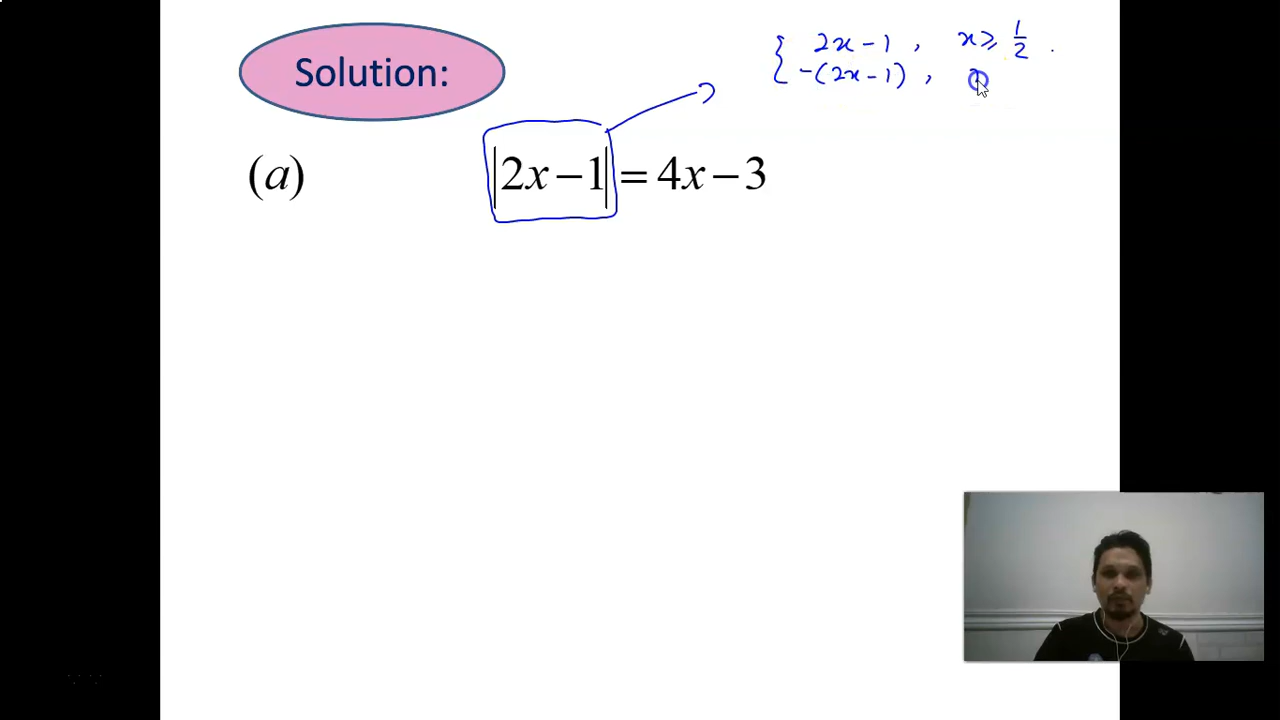 2x - 1 , x ≥ 1/2 .
-(2x - 1) ,
Solution:
(a) |2x − 1| = 4x − 3